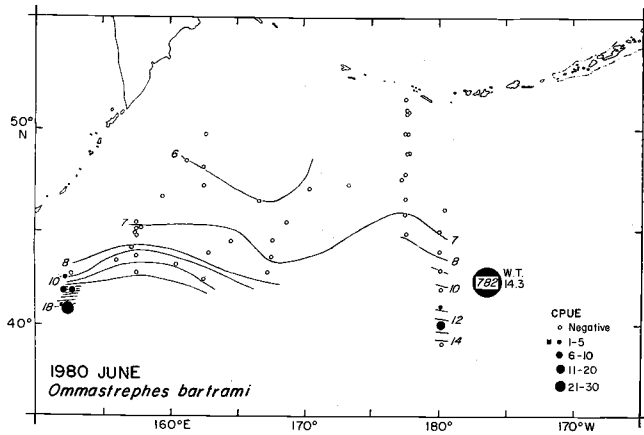 50°
N
40°
6
7
7
8
8
10
10
12
14
18
782
W.T.
14.3
CPUE
Negative
1-5
6-10
11-20
21-30
1980 JUNE
Ommastrephes bartrami
160°E
170°
180°
170°W